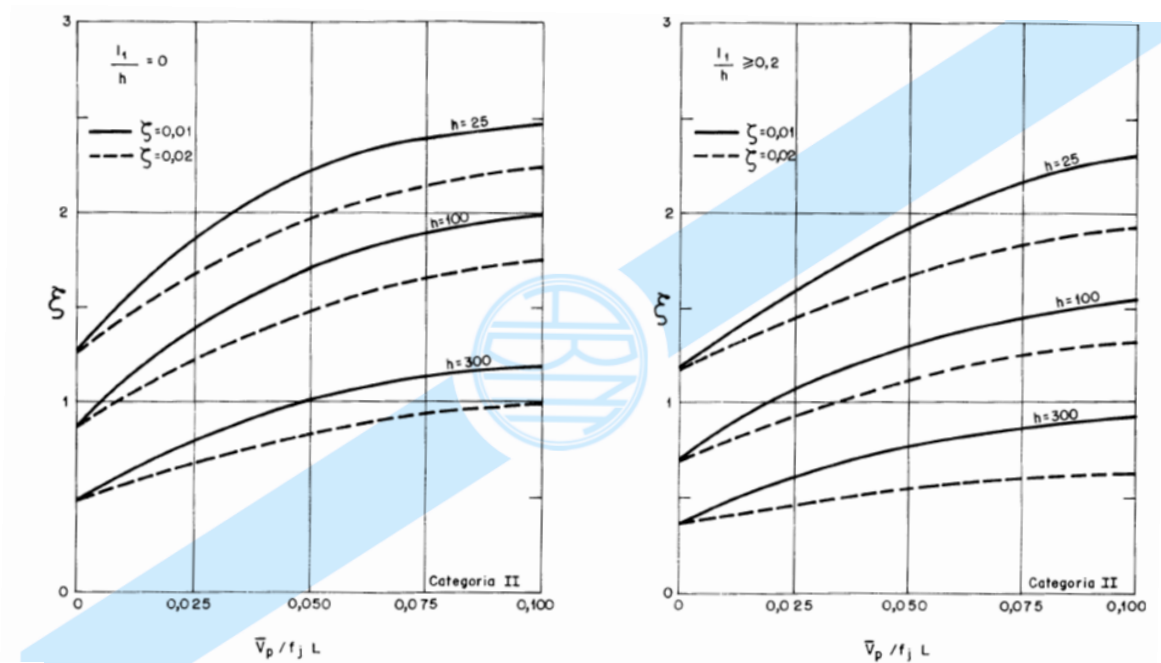 3
l₁/h = 0
ζ=0,01
ζ=0,02
h=25
2
h=100
ξ
1
h=300
Categoria II
0
0 0,025 0,050 0,075 0,100
V̅p / fj L
3
l₁/h ≥0,2
ζ=0,01
ζ=0,02
h=25
2
h=100
ξ
1
h=300
Categoria II
0
0 0,025 0,050 0,075 0,100
V̅p / fj L
ABNT